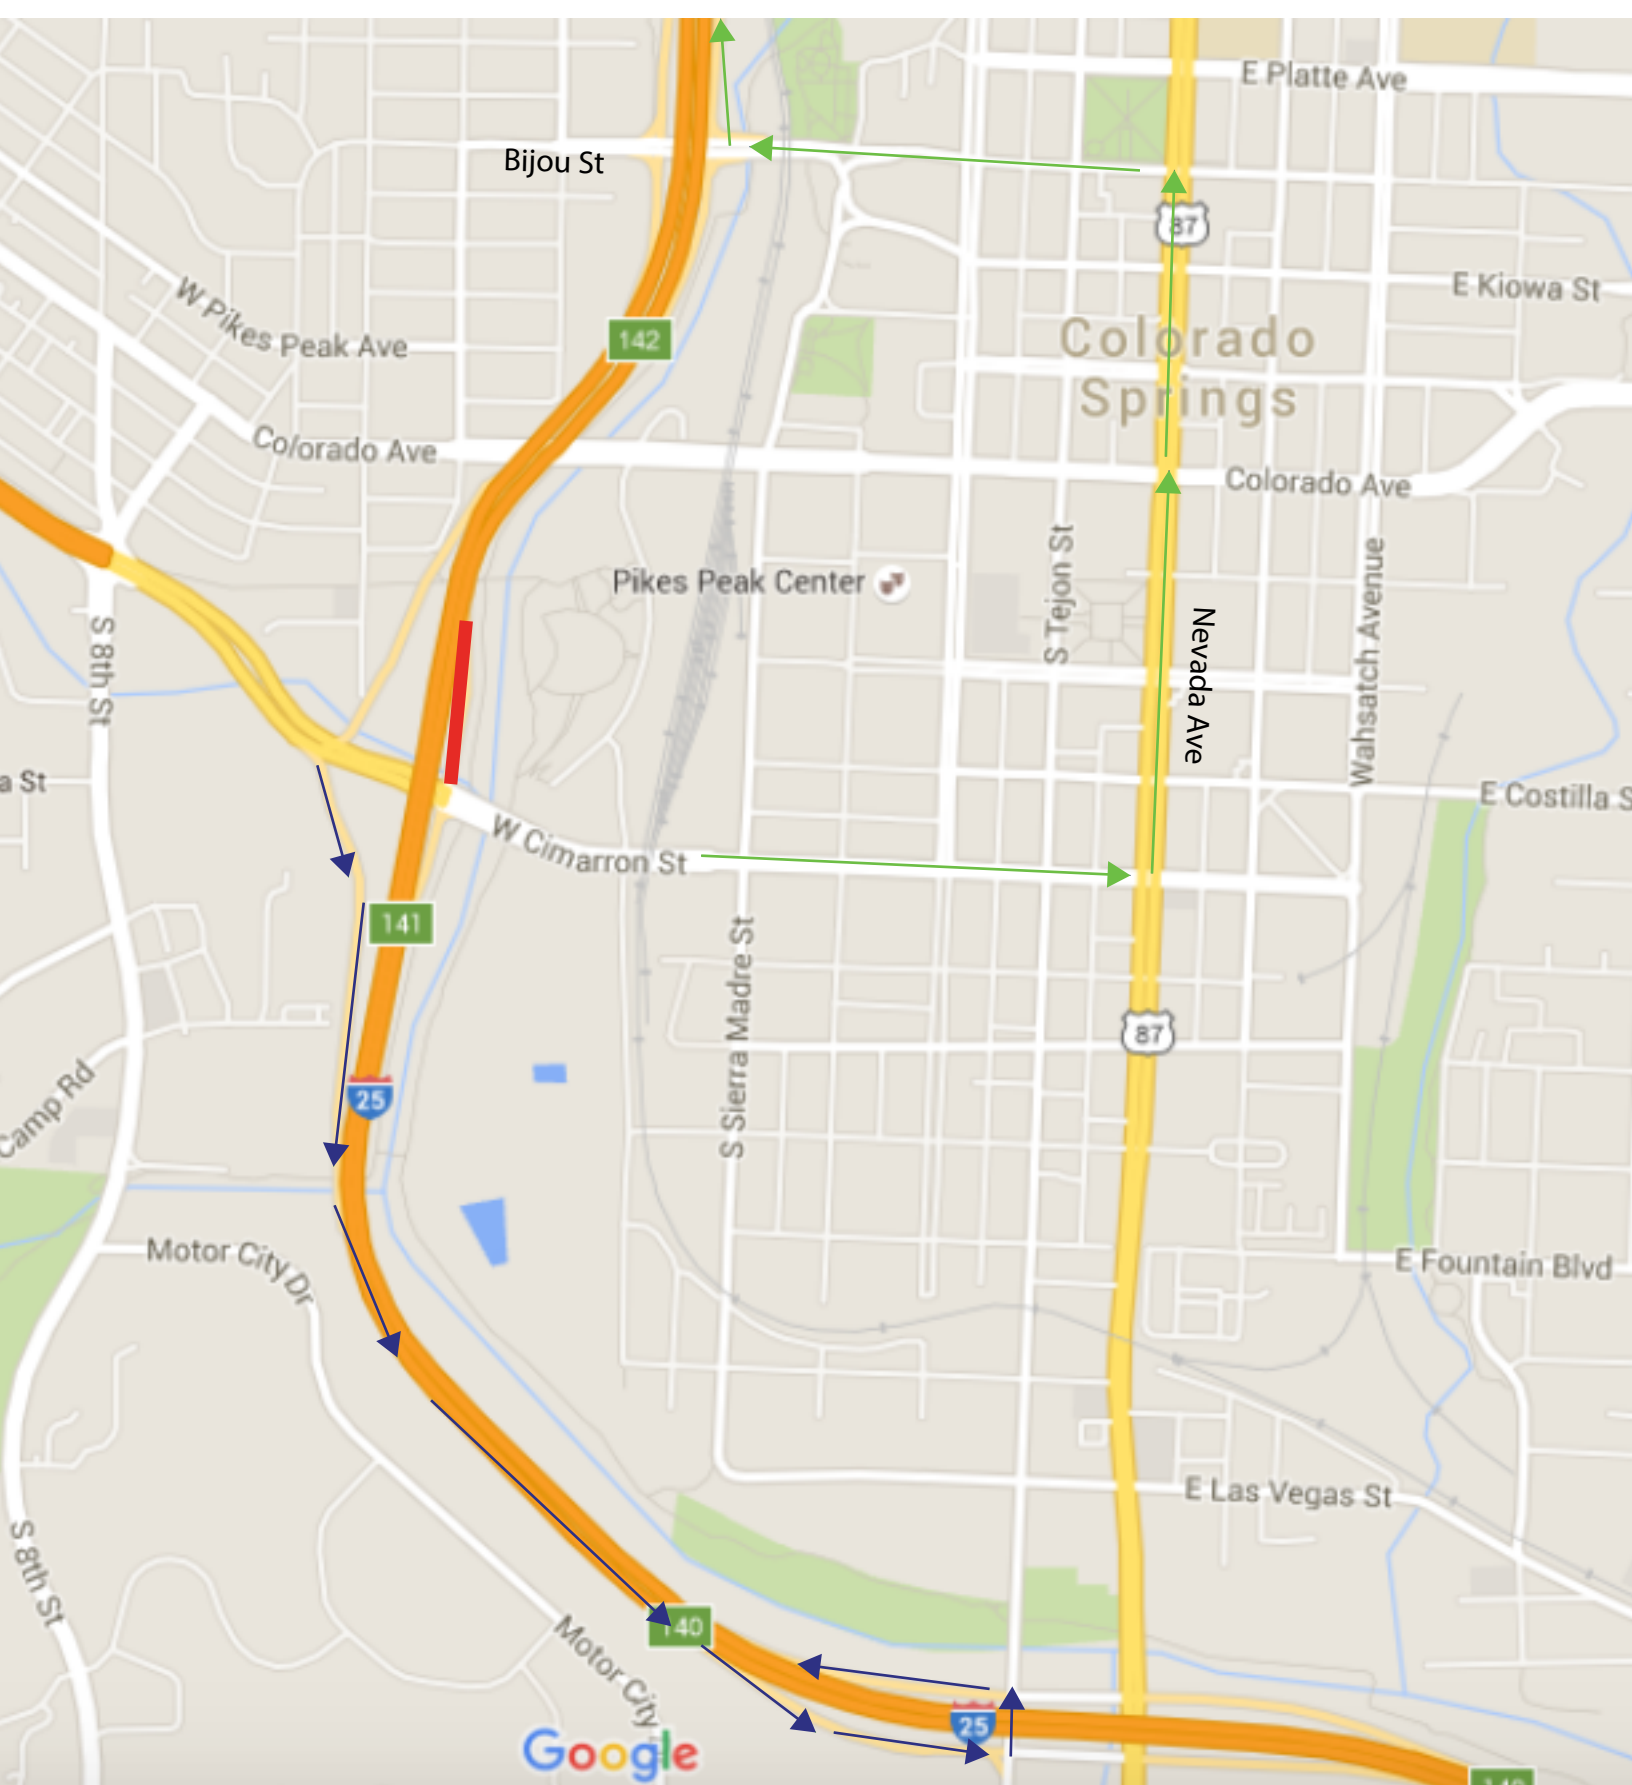 E Platte Ave
Bijou St
87
E Kiowa St
W Pikes Peak Ave
142
Colorado
Springs
Colorado Ave
Colorado Ave
S Tejon St
Pikes Peak Center
Wahsatch Avenue
S 8th St
Nevada Ave
a St
E Costilla S
W Cimarron St
141
S Sierra Madre St
87
25
Camp Rd
Motor City Dr
E Fountain Blvd
E Las Vegas St
S 8th St
140
Motor City
25
Google